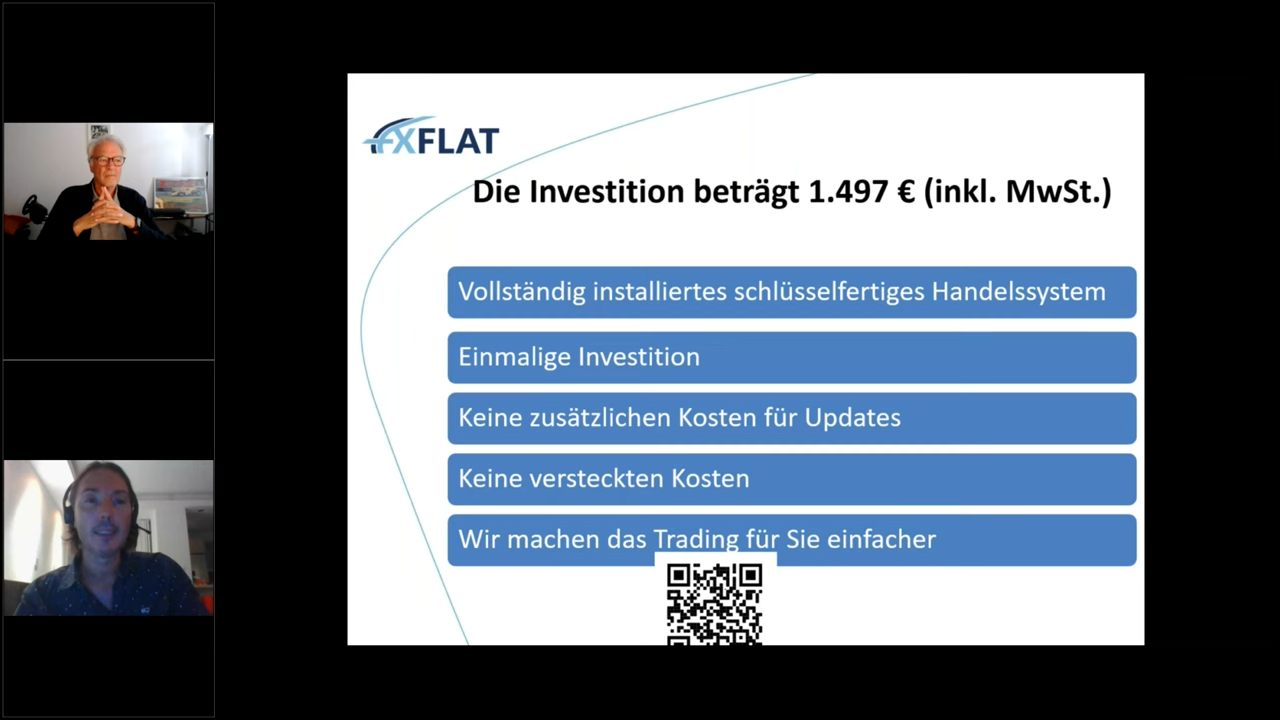 FXFLAT
Die Investition beträgt 1.497 € (inkl. MwSt.)
Vollständig installiertes schlüsselfertiges Handelssystem
Einmalige Investition
Keine zusätzlichen Kosten für Updates
Keine versteckten Kosten
Wir machen das Trading für Sie einfacher